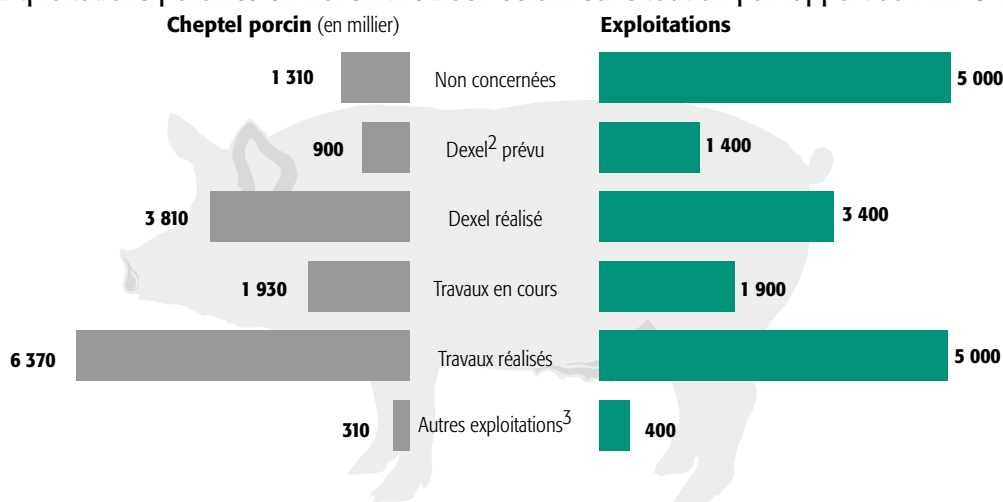 Cheptel porcin (en millier) Exploitations
1 310 Non concernées 5 000
900 Dexel² prévu 1 400
3 810 Dexel réalisé 3 400
1 930 Travaux en cours 1 900
6 370 Travaux réalisés 5 000
310 Autres exploitations³ 400